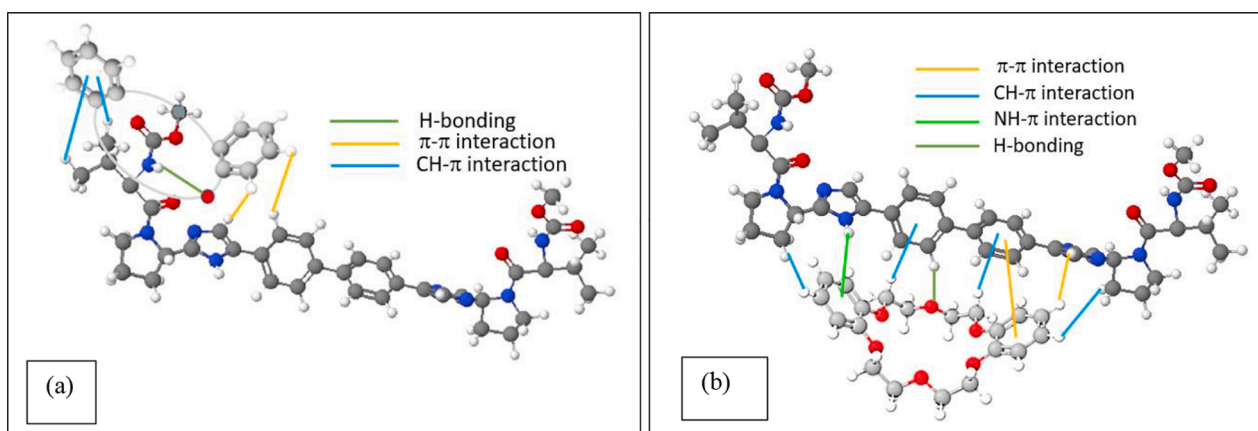 H-bonding
π-π interaction
CH-π interaction
(a)
π-π interaction
CH-π interaction
NH-π interaction
H-bonding
(b)